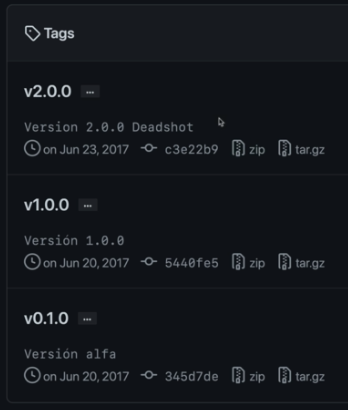 Tags
v2.0.0 ...
Version 2.0.0 Deadshot
on Jun 23, 2017 c3e22b9 zip tar.gz
v1.0.0 ...
Versión 1.0.0
on Jun 20, 2017 5440fe5 zip tar.gz
v0.1.0 ...
Versión alfa
on Jun 20, 2017 345d7de zip tar.gz